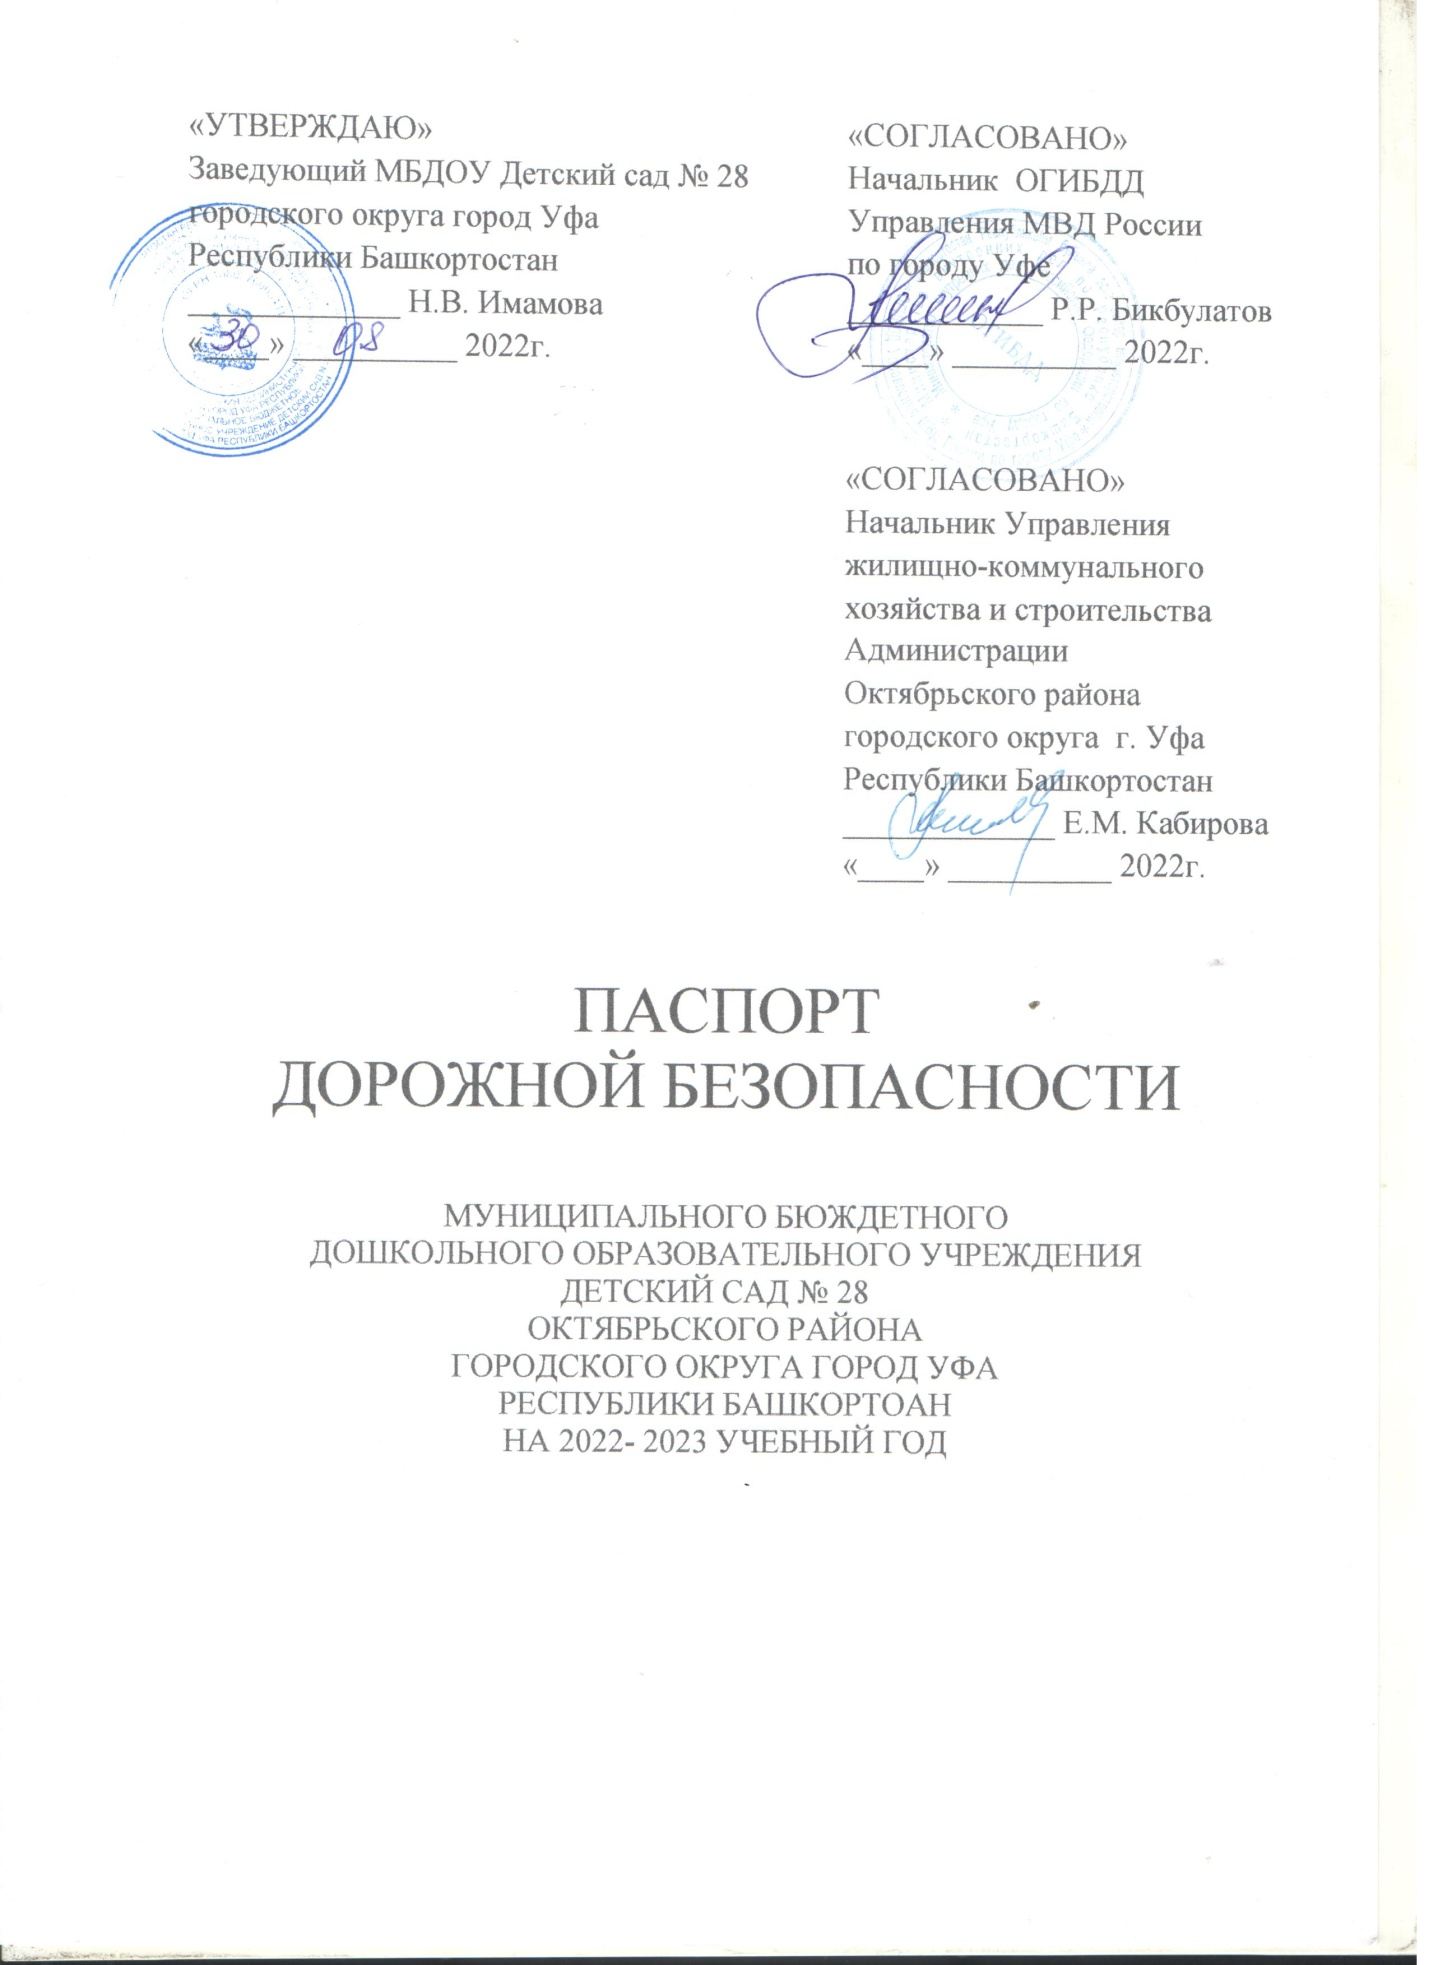 «УТВЕРЖДАЮ»
Заведующий МБДОУ Детский сад № 28
городского округа город Уфа
Республики Башкортостан
_____________ Н.В. Имамова
«30» 08 2022г.
«СОГЛАСОВАНО»
Начальник ОГИБДД
Управления МВД России
по городу Уфе
____________ Р.Р. Бикбулатов
«____» __________ 2022г.
«СОГЛАСОВАНО»
Начальник Управления
жилищно-коммунального
хозяйства и строительства
Администрации
Октябрьского района
городского округа г. Уфа
Республики Башкортостан
_____________ Е.М. Кабирова
«____» __________ 2022г.
ПАСПОРТ
ДОРОЖНОЙ БЕЗОПАСНОСТИ
МУНИЦИПАЛЬНОГО БЮЖДЕТНОГО
ДОШКОЛЬНОГО ОБРАЗОВАТЕЛЬНОГО УЧРЕЖДЕНИЯ
ДЕТСКИЙ САД № 28
ОКТЯБРЬСКОГО РАЙОНА
ГОРОДСКОГО ОКРУГА ГОРОД УФА
РЕСПУБЛИКИ БАШКОРТОАН
НА 2022- 2023 УЧЕБНЫЙ ГОД